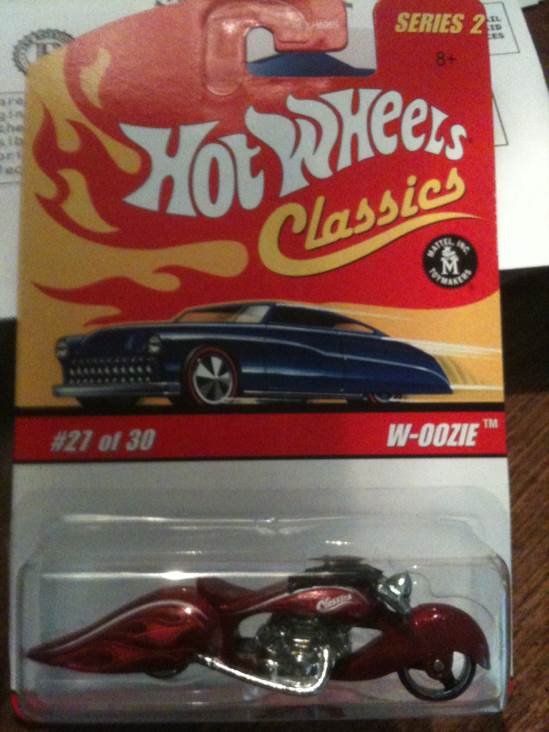 SERIES 2
8+
HOT WHEELS
Classics
MATTEL, INC.
TOYMAKERS
M
#27 of 30
W-OOZIE™
Classics